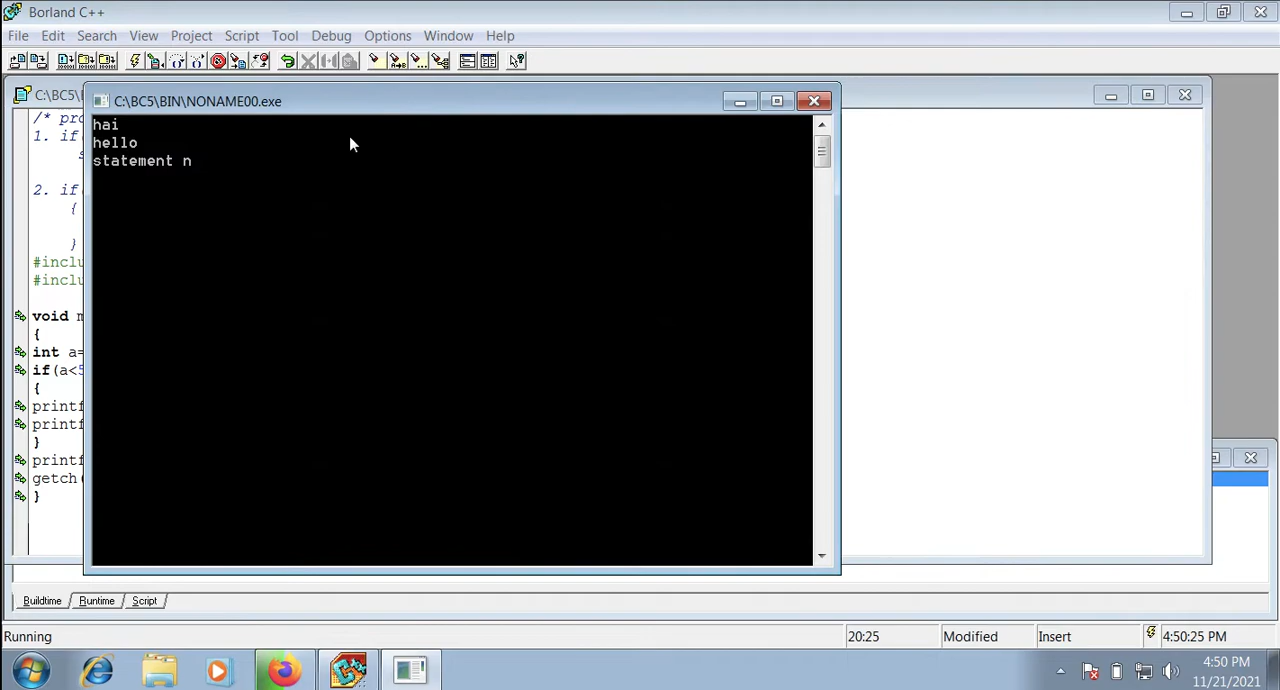 Borland C++
File Edit Search View Project Script Tool Debug Options Window Help
C:\BC5\
C:\BC5\BIN\NONAME00.exe
hai
hello
statement n
/* pro
1. if
s
2. if
{
}
#inclu
#inclu
void m
{
int a=
if(a<5
{
printf
printf
}
printf
getch(
}
Buildtime Runtime Script
Running 20:25 Modified Insert 4:50:25 PM
4:50 PM
11/21/2021